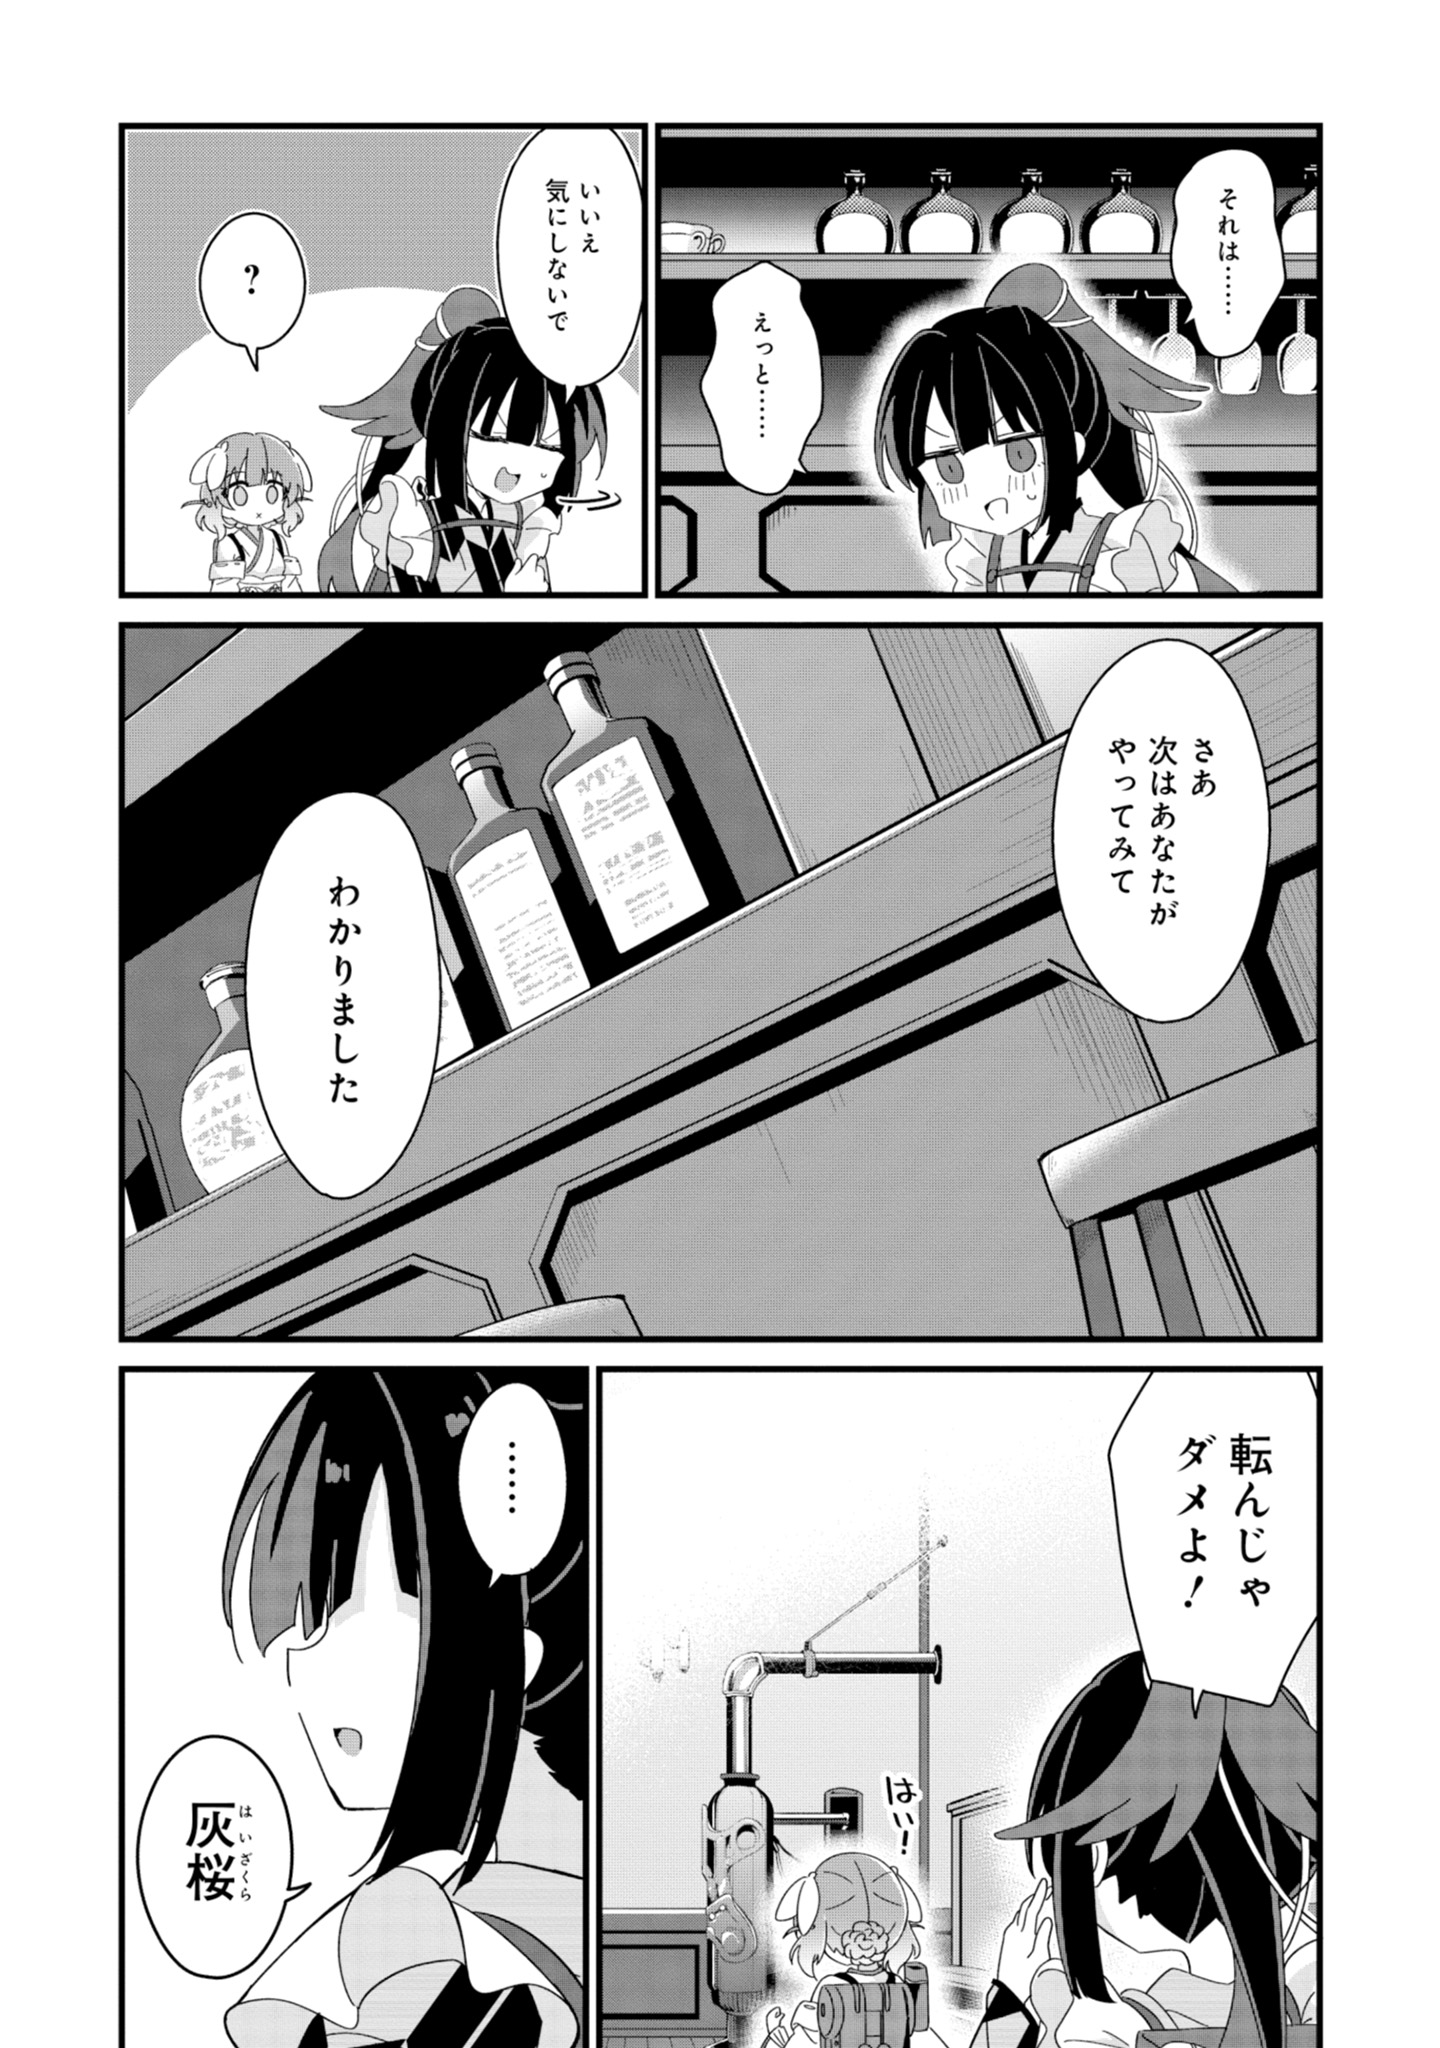 それは……
えっと……
いいえ
気にしないで
?
さあ
次はあなたが
やってみて
わかりました
転んじゃ
ダメよ!
はい!
……
灰桜
はいざくら